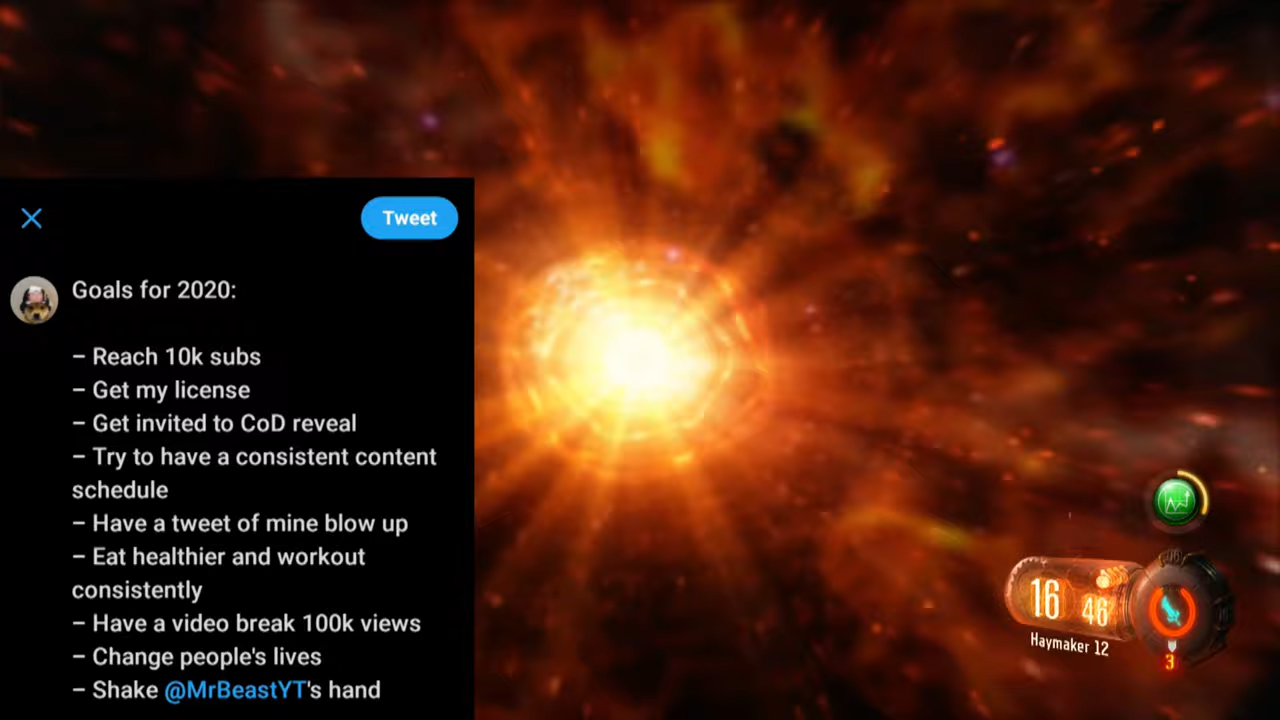 Tweet
Goals for 2020:
– Reach 10k subs
– Get my license
– Get invited to CoD reveal
– Try to have a consistent content
schedule
– Have a tweet of mine blow up
– Eat healthier and workout
consistently
– Have a video break 100k views
– Change people's lives
– Shake @MrBeastYT's hand
16 46
Haymaker 12
3